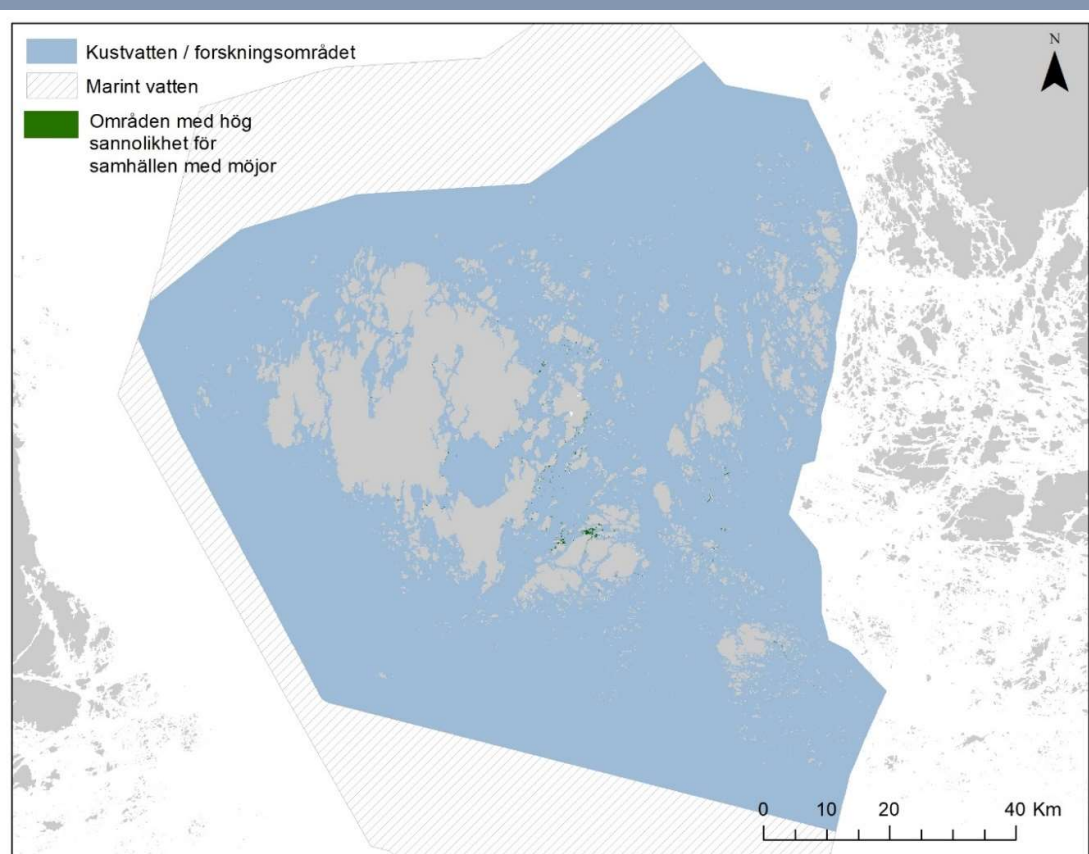 Kustvatten / forskningsområdet
Marint vatten
Områden med hög
sannolikhet för
samhällen med möjor
N
0 10 20 40 Km